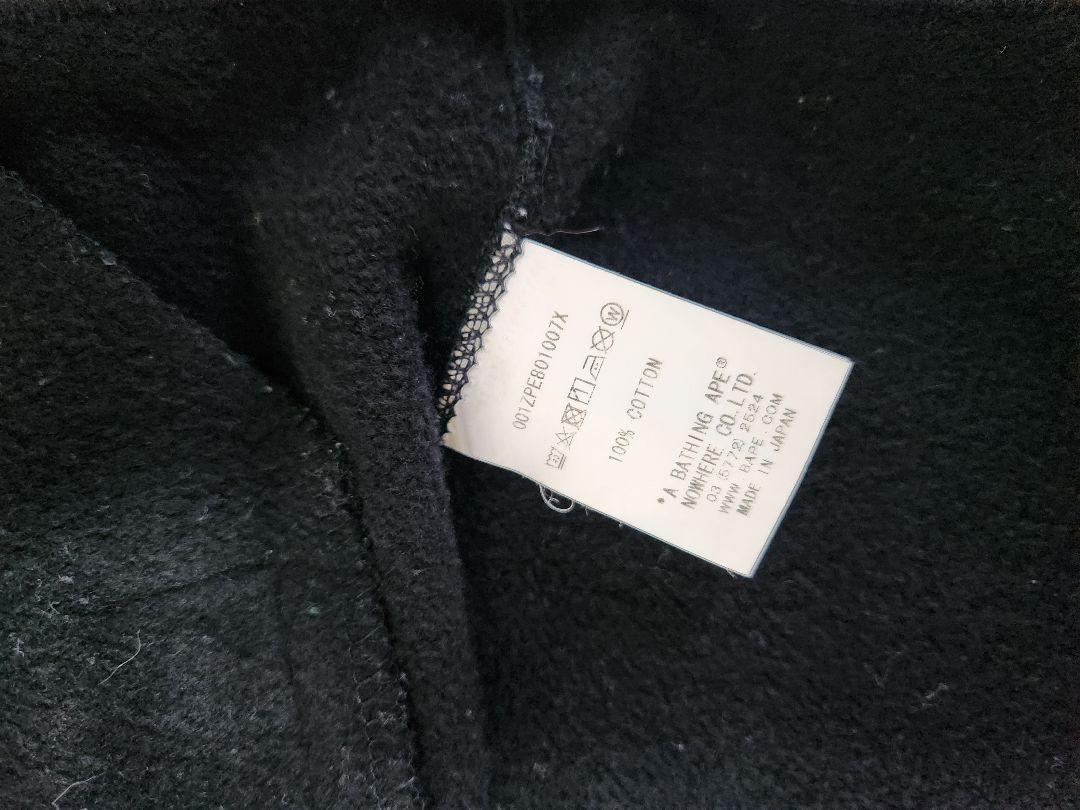 001ZPE801007X
100% COTTON
*A BATHING APE®
NOWHERE CO.,LTD.
03 (5772) 2524
WWW.BAPE.COM
MADE IN JAPAN